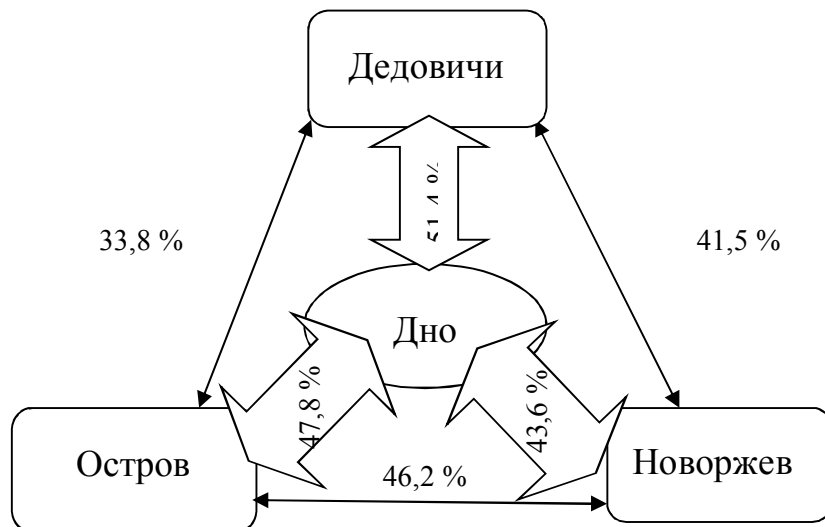 Дедовичи
33,8 %
41,5 %
Дно
47,8 %
43,6 %
Остров
46,2 %
Новоржев